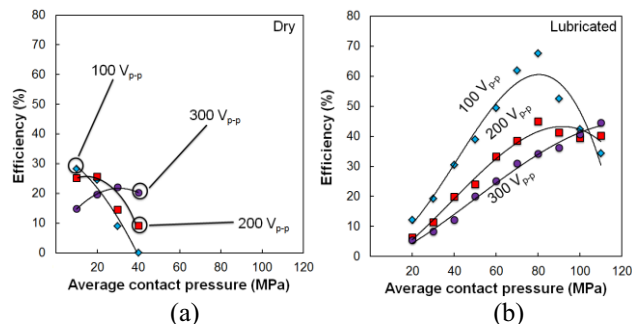 80
70
60
50
40
30
20
10
0
Efficiency (%)
Dry
100 Vp-p
300 Vp-p
200 Vp-p
20 40 60 80 100 120
Average contact pressure (MPa)
(a)
80
70
60
50
40
30
20
10
0
Efficiency (%)
Lubricated
100 Vp-p
200 Vp-p
300 Vp-p
0 20 40 60 80 100 120
Average contact pressure (MPa)
(b)